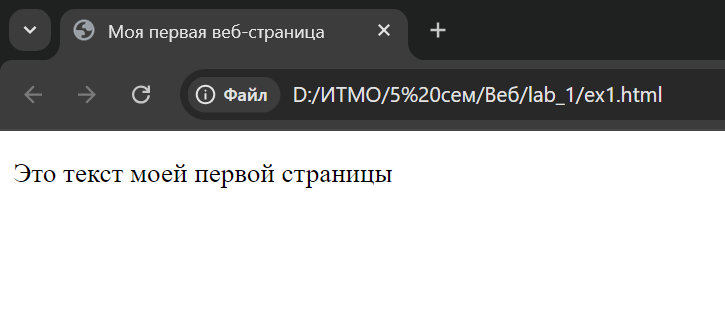 Моя первая веб-страница
Файл D:/ИТМО/5%20сем/Веб/lab_1/ex1.html
Это текст моей первой страницы